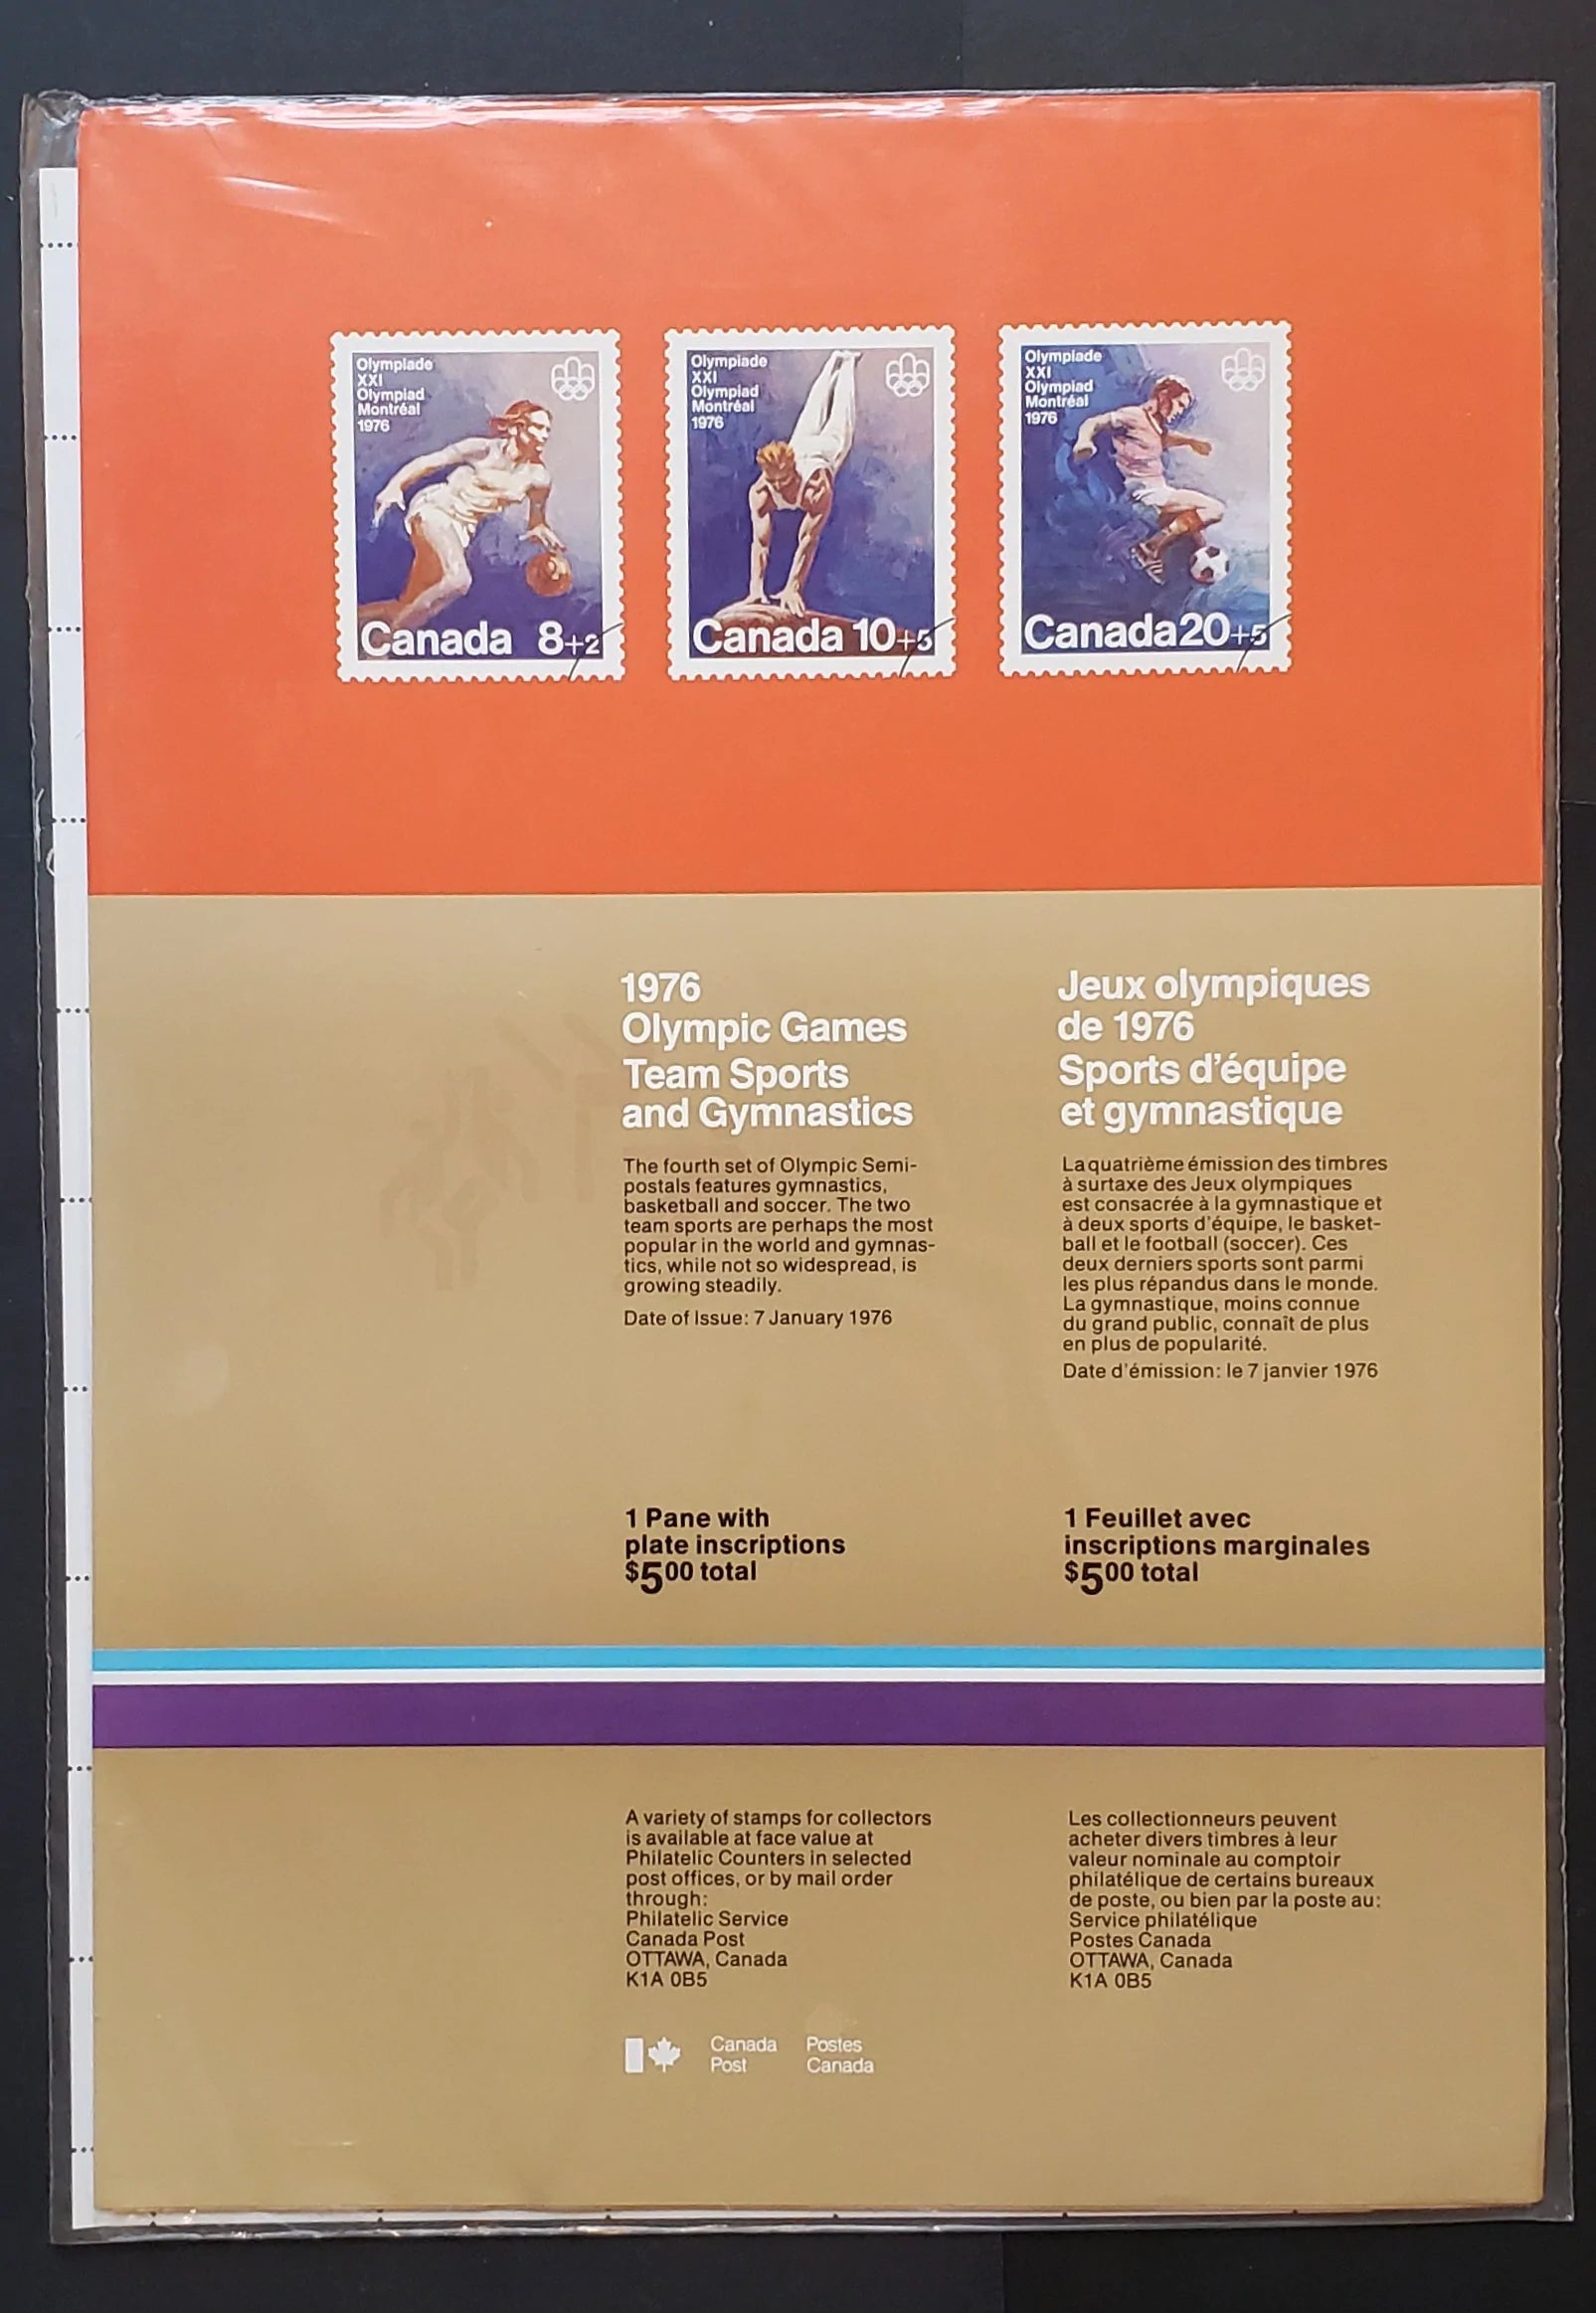 Olympiade
XXI
Olympiad
Montréal
1976
Canada 8+2
Olympiade
XXI
Olympiad
Montréal
1976
Canada 10+5
Olympiade
XXI
Olympiad
Montréal
1976
Canada 20+5
1976
Olympic Games
Team Sports
and Gymnastics
The fourth set of Olympic Semi-
postals features gymnastics,
basketball and soccer. The two
team sports are perhaps the most
popular in the world and gymnas-
tics, while not so widespread, is
growing steadily.
Date of Issue: 7 January 1976
Jeux olympiques
de 1976
Sports d'équipe
et gymnastique
La quatrième émission des timbres
à surtaxe des Jeux olympiques
est consacrée à la gymnastique et
à deux sports d'équipe, le basket-
ball et le football (soccer). Ces
deux derniers sports sont parmi
les plus répandus dans le monde.
La gymnastique, moins connue
du grand public, connaît de plus
en plus de popularité.
Date d'émission: le 7 janvier 1976
1 Pane with
plate inscriptions
$5.00 total
1 Feuillet avec
inscriptions marginales
$5.00 total
A variety of stamps for collectors
is available at face value at
Philatelic Counters in selected
post offices, or by mail order
through:
Philatelic Service
Canada Post
OTTAWA, Canada
K1A 0B5
Les collectionneurs peuvent
acheter divers timbres à leur
valeur nominale au comptoir
philatélique de certains bureaux
de poste, ou bien par la poste au:
Service philatélique
Postes Canada
OTTAWA, Canada
K1A 0B5
Canada
Post
Postes
Canada